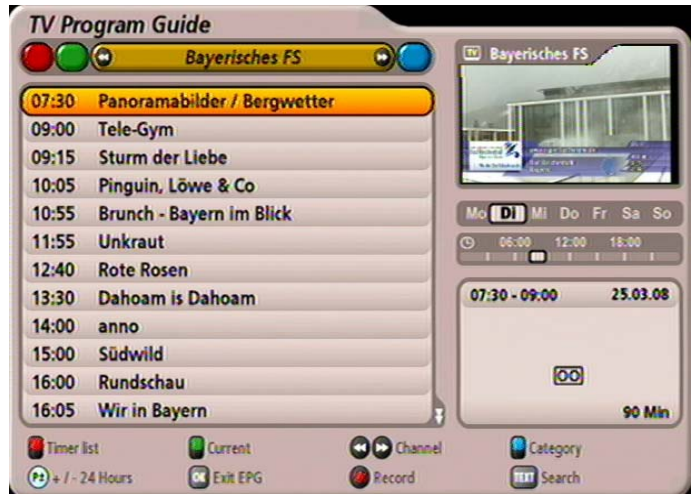 TV Program Guide
Bayerisches FS
07:30 Panoramabilder / Bergwetter
09:00 Tele-Gym
09:15 Sturm der Liebe
10:05 Pinguin, Löwe & Co
10:55 Brunch - Bayern im Blick
11:55 Unkraut
12:40 Rote Rosen
13:30 Dahoam is Dahoam
14:00 anno
15:00 Südwild
16:00 Rundschau
16:05 Wir in Bayern
TV Bayerisches FS
Mo Di Mi Do Fr Sa So
06:00 12:00 18:00
07:30 - 09:00 25.03.08
90 Min
Timer list Current Channel Category
P± + / - 24 Hours OK Exit EPG Record TEXT Search